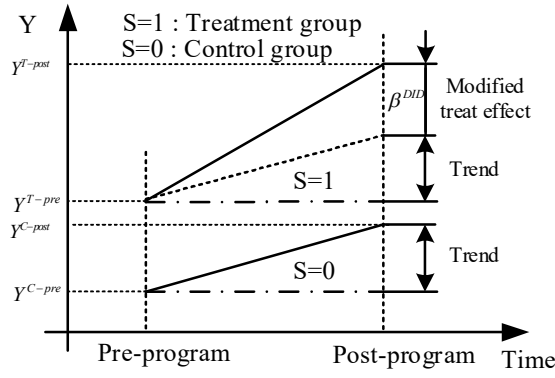 Y
S=1 : Treatment group
S=0 : Control group
Y^{T-post}
β^{DID}
Modified
treat effect
Trend
S=1
Y^{T-pre}
Y^{C-post}
Trend
S=0
Y^{C-pre}
Pre-program
Post-program
Time